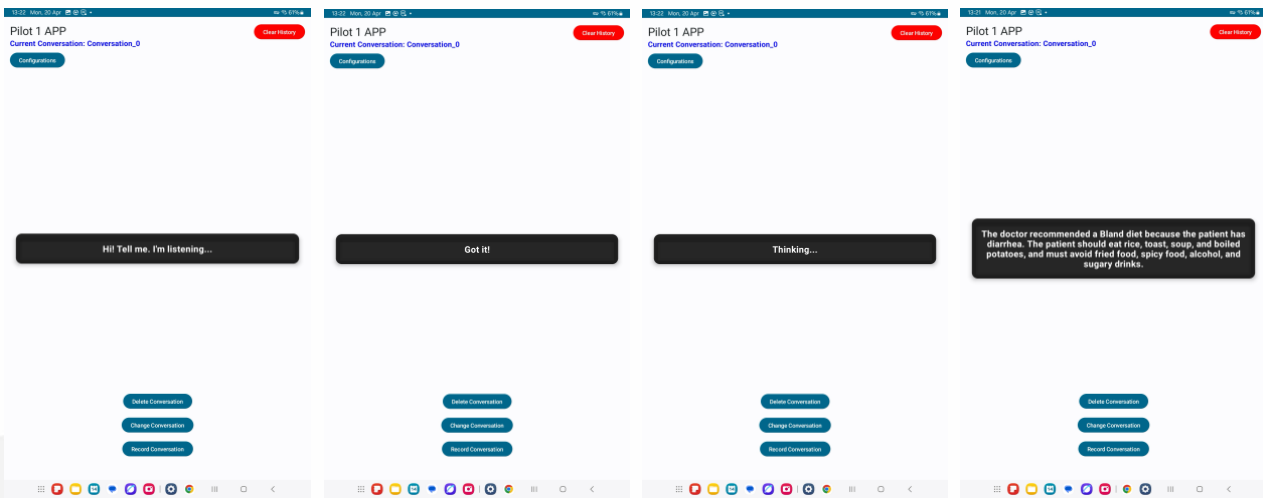 13:22 Mon, 20 Apr
61%
Pilot 1 APP
Clear History
Current Conversation: Conversation_0
Configurations
Hi! Tell me. I'm listening...
Delete Conversation
Change Conversation
Record Conversation
13:22 Mon, 20 Apr
61%
Pilot 1 APP
Clear History
Current Conversation: Conversation_0
Configurations
Got it!
Delete Conversation
Change Conversation
Record Conversation
13:22 Mon, 20 Apr
61%
Pilot 1 APP
Clear History
Current Conversation: Conversation_0
Configurations
Thinking...
Delete Conversation
Change Conversation
Record Conversation
13:21 Mon, 20 Apr
61%
Pilot 1 APP
Clear History
Current Conversation: Conversation_0
Configurations
The doctor recommended a Bland diet because the patient has
diarrhea. The patient should eat rice, toast, soup, and boiled
potatoes, and must avoid fried food, spicy food, alcohol, and
sugary drinks.
Delete Conversation
Change Conversation
Record Conversation